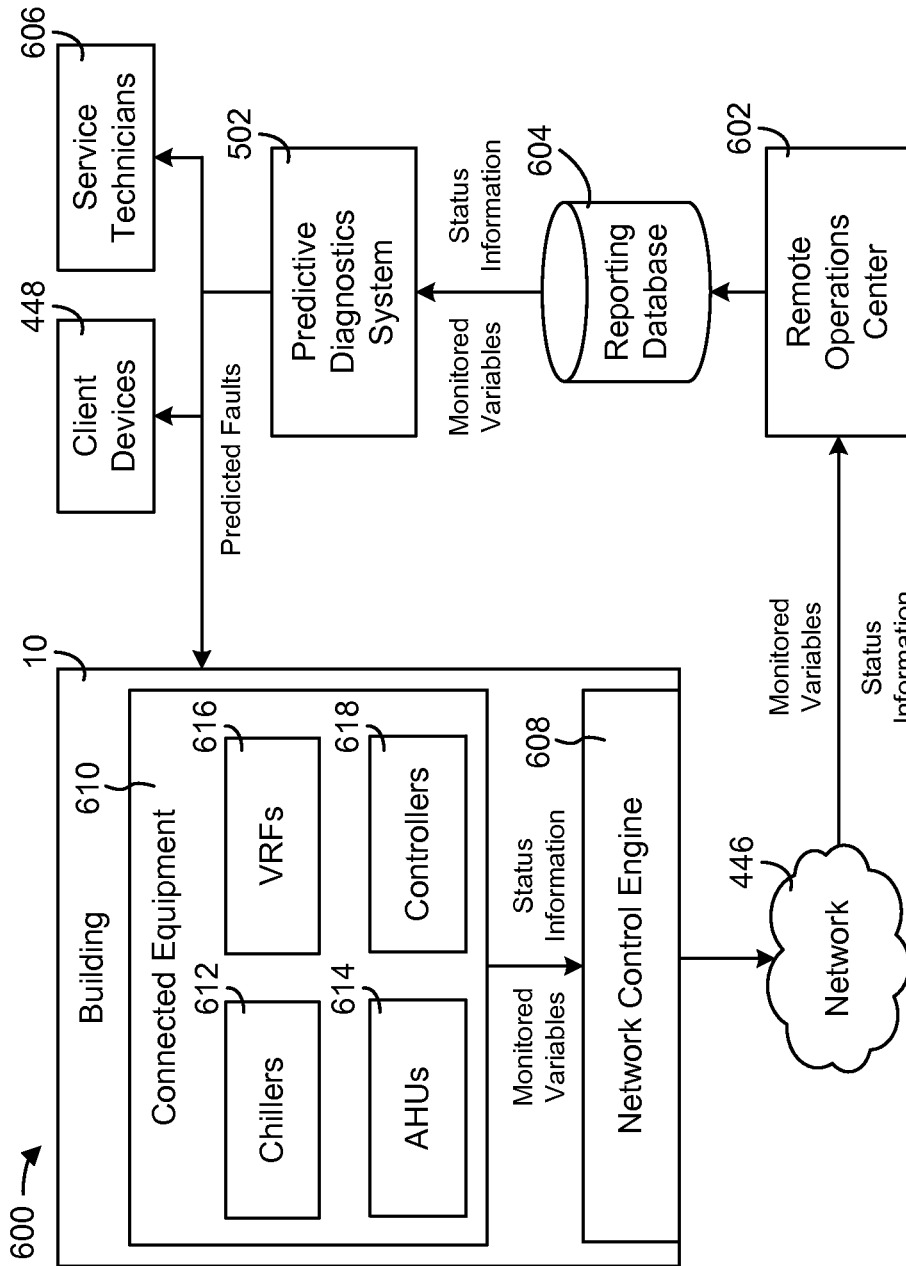 600
Building
10
Connected Equipment
610
Chillers
612
VRFs
616
AHUs
614
Controllers
618
Monitored
Variables
Status
Information
Network Control Engine
608
Network
446
Monitored
Variables
Status
Information
Remote
Operations
Center
602
Reporting
Database
604
Monitored
Variables
Status
Information
Predictive
Diagnostics
System
502
Predicted Faults
Client
Devices
448
Service
Technicians
606